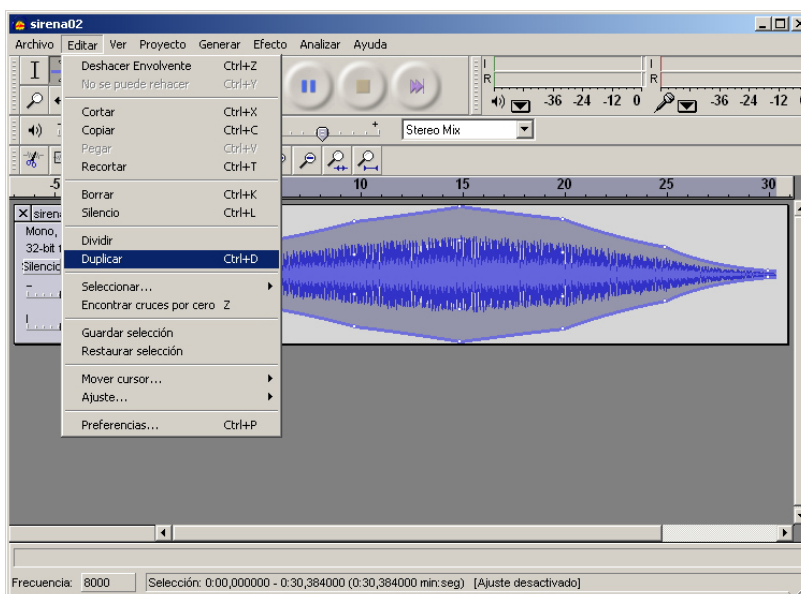 sirena02
Archivo Editar Ver Proyecto Generar Efecto Analizar Ayuda
Deshacer Envolvente Ctrl+Z
No se puede rehacer Ctrl+Y
Cortar Ctrl+X
Copiar Ctrl+C
Pegar Ctrl+V
Recortar Ctrl+T
Borrar Ctrl+K
Silencio Ctrl+L
Dividir
Duplicar Ctrl+D
Seleccionar...
Encontrar cruces por cero Z
Guardar selección
Restaurar selección
Mover cursor...
Ajuste...
Preferencias... Ctrl+P
L L
R R
-36 -24 -12 0 -36 -24 -12
Stereo Mix
-5 10 15 20 25 30
Mono,
32-bit
Silencio
Frecuencia: 8000 Selección: 0:00,000000 - 0:30,384000 (0:30,384000 min:seg) [Ajuste desactivado]